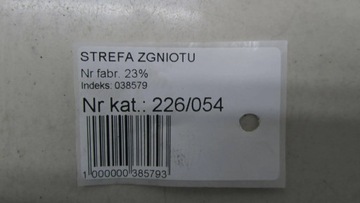 STREFA ZGNIOTU
Nr fabr. 23%
Indeks: 038579
Nr kat.: 226/054
1 000000 385793